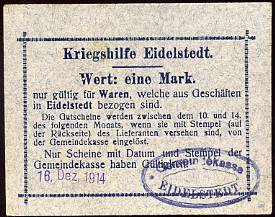 Kriegshilfe Eidelstedt.
Wert: eine Mark.
nur gültig für Waren, welche aus Geschäften
in Eidelstedt bezogen sind.
Die Gutscheine werden zwischen dem 10. und 14.
des folgenden Monats, wenn sie mit Stempel (auf
der Rückseite) des Lieferanten versehen sind, von
der Gemeindekasse eingelöst.
Nur Scheine mit Datum und Stempel der
Gemeindekasse haben Gültigkeit.
16. Dez. 1914
Gemeindekasse
EIDELSTEDT